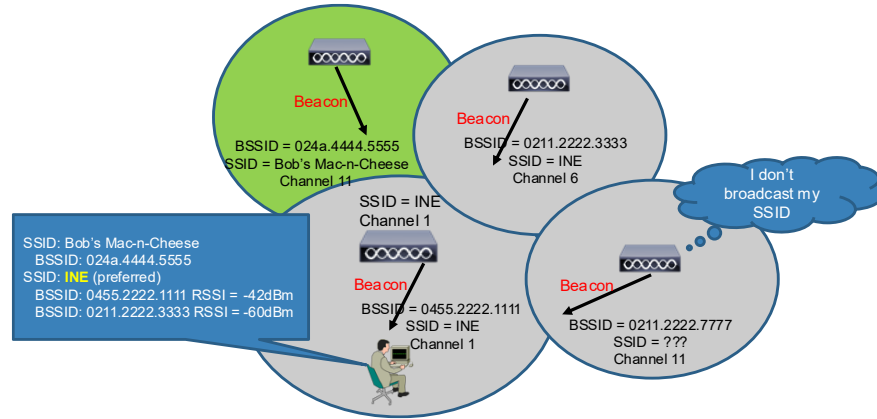 Beacon
BSSID = 024a.4444.5555
SSID = Bob's Mac-n-Cheese
Channel 11
Beacon
BSSID = 0211.2222.3333
SSID = INE
Channel 6
I don't
broadcast my
SSID
SSID = INE
Channel 1
Beacon
BSSID = 0455.2222.1111
SSID = INE
Channel 1
Beacon
BSSID = 0211.2222.7777
SSID = ???
Channel 11
SSID: Bob's Mac-n-Cheese
BSSID: 024a.4444.5555
SSID: INE (preferred)
BSSID: 0455.2222.1111 RSSI = -42dBm
BSSID: 0211.2222.3333 RSSI = -60dBm